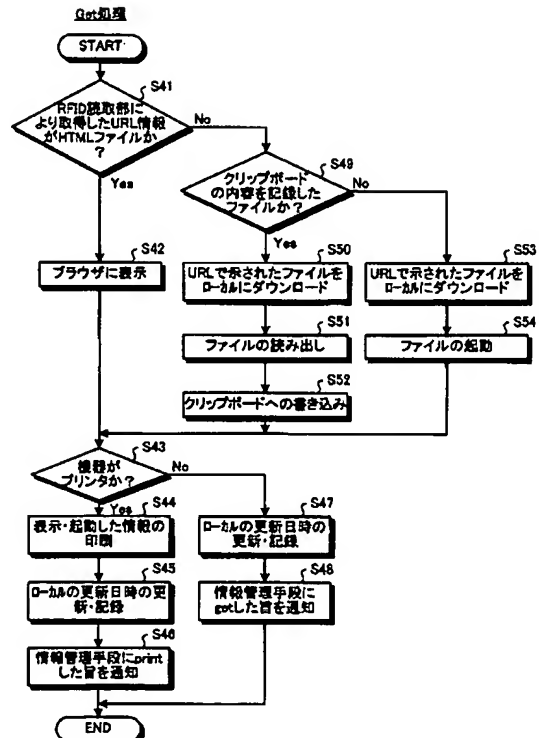 Get処理
START
S41
RFID読取部に
より取得したURL情報
がHTMLファイルか
?
No
Yes
S49
クリップボード
の内容を記録した
ファイルか?
No
Yes
S42
ブラウザに表示
S50
URLで示されたファイルを
ローカルにダウンロード
S53
URLで示されたファイルを
ローカルにダウンロード
S51
ファイルの読み出し
S54
ファイルの起動
S52
クリップボードへの書き込み
S43
機器が
プリンタか?
No
Yes
S44
表示・起動した情報の
印刷
S47
ローカルの更新日時の
更新・記録
S45
ローカルの更新日時の更
新・記録
S48
情報管理手段に
getした旨を通知
S46
情報管理手段にprint
した旨を通知
END